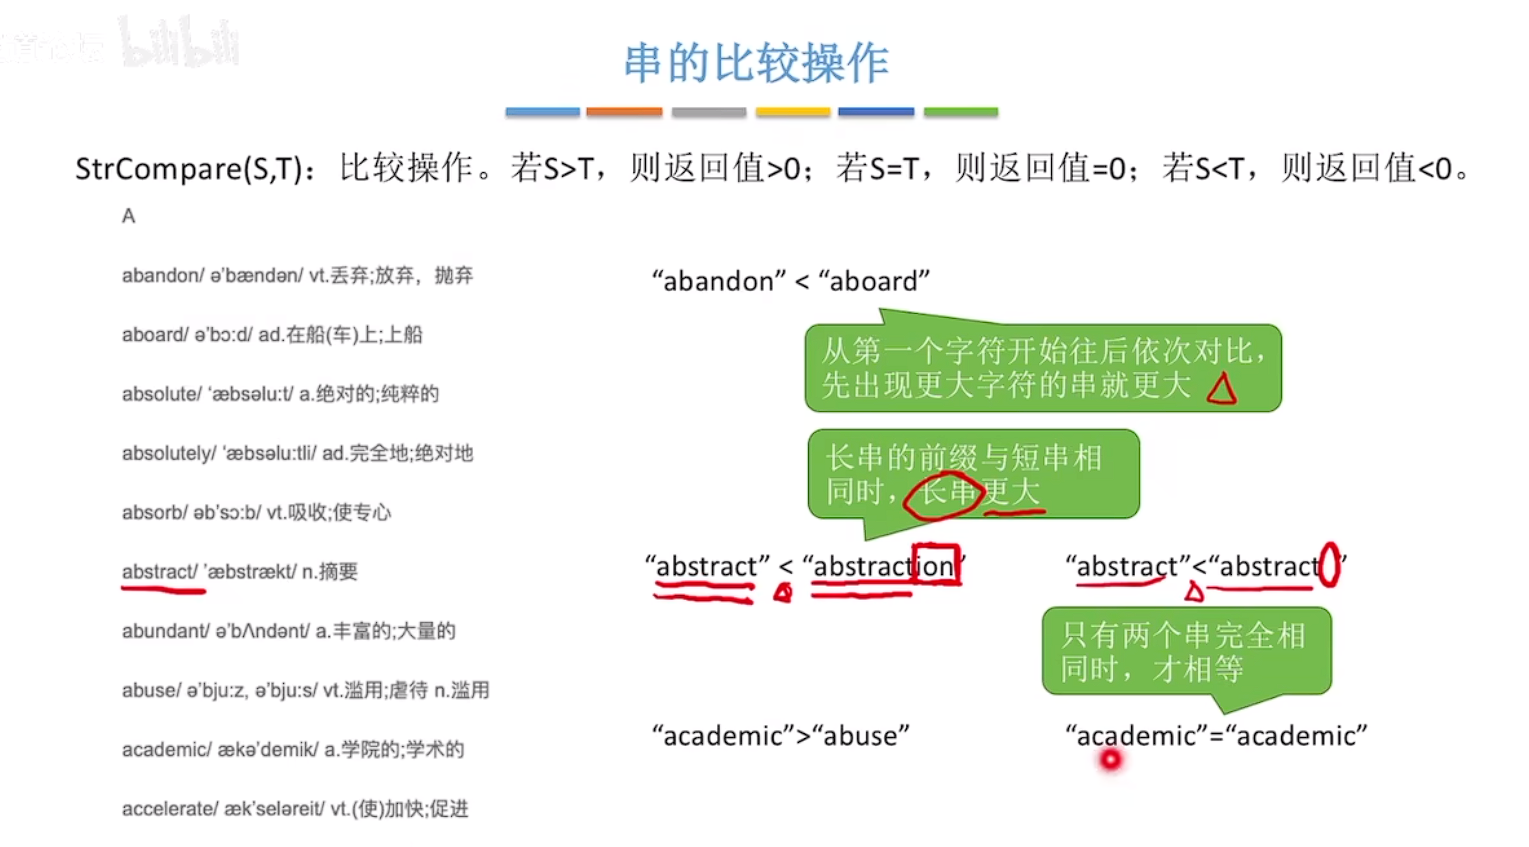 bilibili
串的比较操作
StrCompare(S,T)：比较操作。若S>T，则返回值>0；若S=T，则返回值=0；若S<T，则返回值<0。
A
abandon/ ə'bændən/ vt.丢弃;放弃，抛弃
aboard/ ə'bɔ:d/ ad.在船(车)上;上船
absolute/ 'æbsəlu:t/ a.绝对的;纯粹的
absolutely/ 'æbsəlu:tli/ ad.完全地;绝对地
absorb/ əb'sɔ:b/ vt.吸收;使专心
abstract/ 'æbstrækt/ n.摘要
abundant/ ə'bΛndənt/ a.丰富的;大量的
abuse/ ə'bju:z, ə'bju:s/ vt.滥用;虐待 n.滥用
academic/ ækə'demik/ a.学院的;学术的
accelerate/ æk'seləreit/ vt.(使)加快;促进
“abandon” < “aboard”
从第一个字符开始往后依次对比，
先出现更大字符的串就更大
长串的前缀与短串相
同时，长串更大
“abstract” < “abstraction”
“abstract”<“abstract ”
只有两个串完全相
同时，才相等
“academic”>“abuse”
“academic”=“academic”